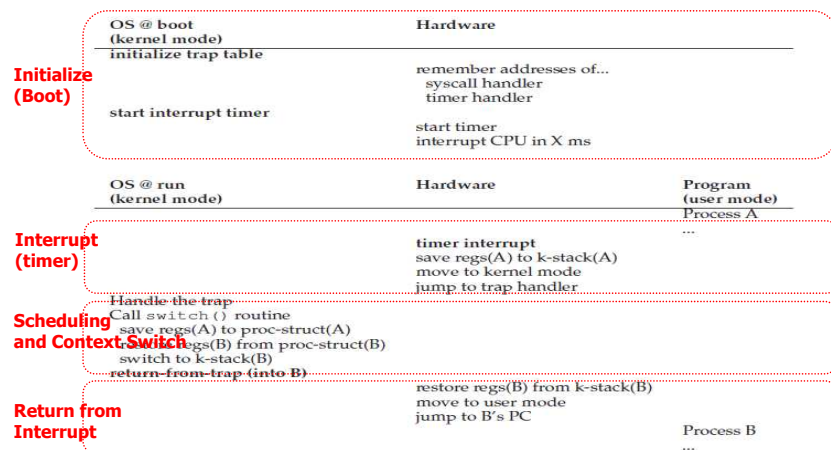 OS @ boot
(kernel mode)
Hardware
initialize trap table
Initialize
(Boot)
remember addresses of...
syscall handler
timer handler
start interrupt timer
start timer
interrupt CPU in X ms
OS @ run
(kernel mode)
Hardware
Program
(user mode)
Process A
...
Interrupt
(timer)
timer interrupt
save regs(A) to k-stack(A)
move to kernel mode
jump to trap handler
Handle the trap
Call switch() routine
Scheduling
and Context Switch
save regs(A) to proc-struct(A)
restore regs(B) from proc-struct(B)
switch to k-stack(B)
return-from-trap (into B)
Return from
Interrupt
restore regs(B) from k-stack(B)
move to user mode
jump to B's PC
Process B
...